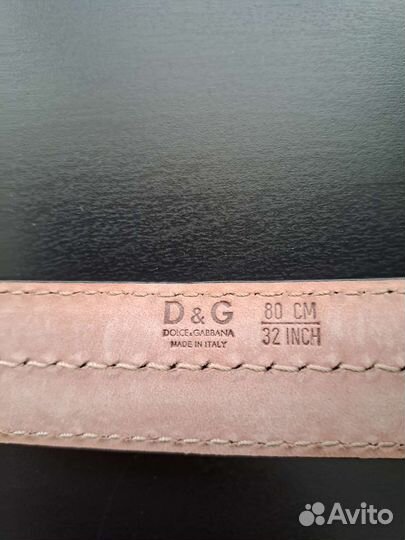 D & G
DOLCE & GABBANA
MADE IN ITALY
80 CM
32 INCH
Avito